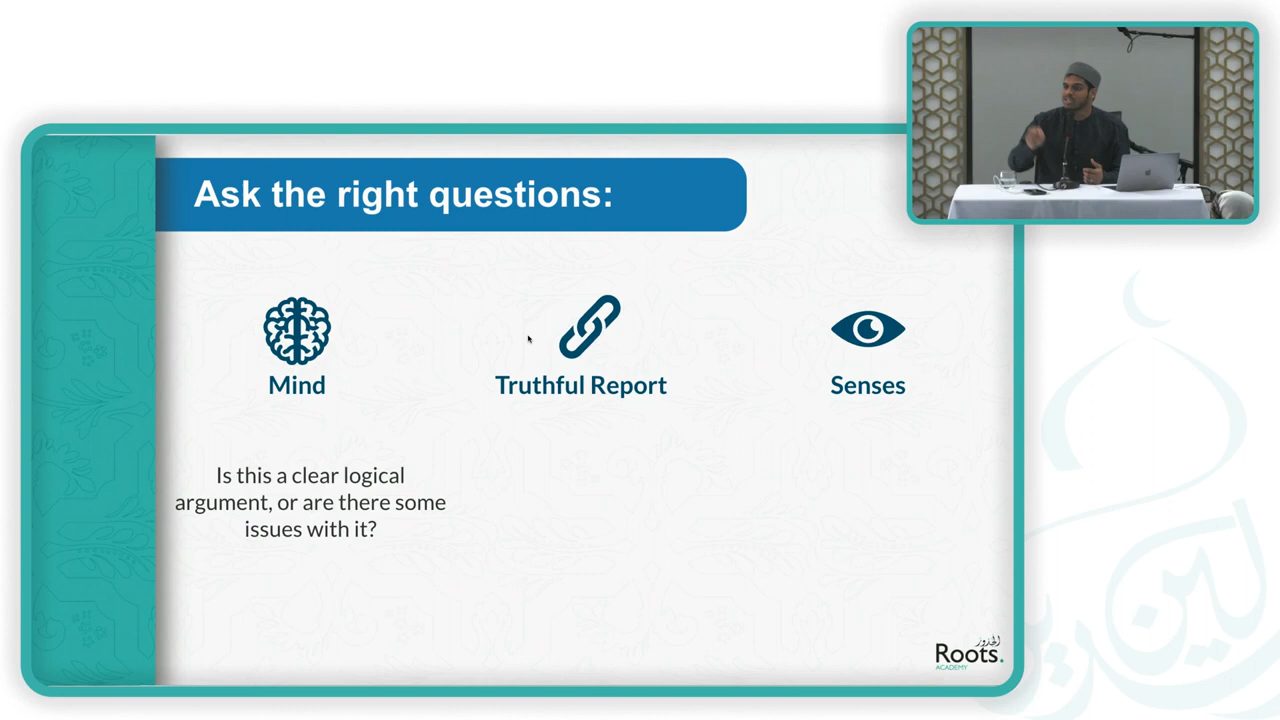 Ask the right questions:
Mind
Truthful Report
Senses
Is this a clear logical
argument, or are there some
issues with it?
الجذور
Roots.
ACADEMY